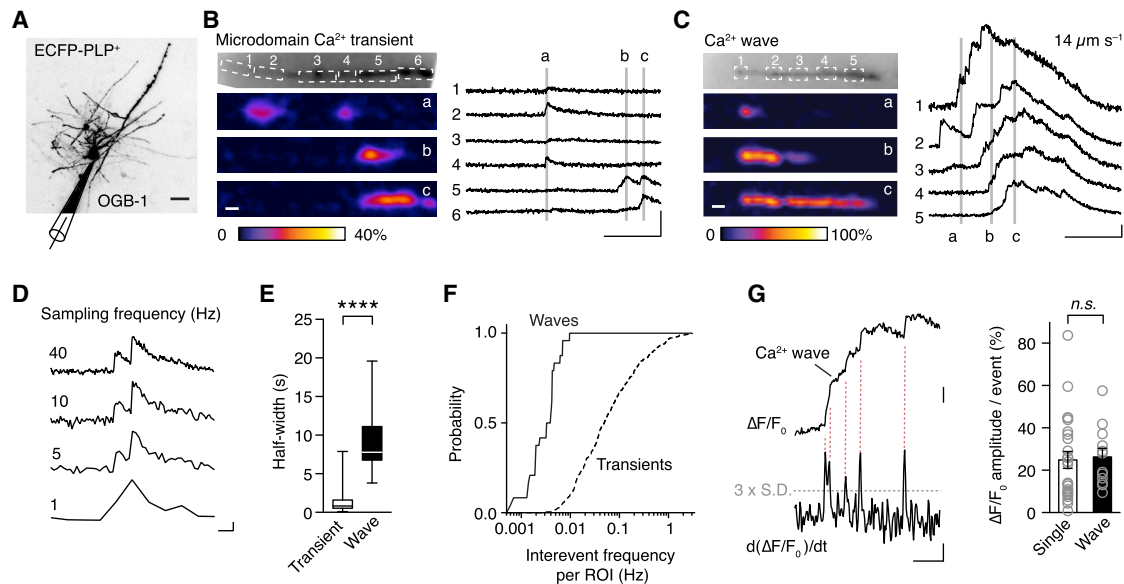 A
ECFP-PLP⁺
OGB-1
B
Microdomain Ca²⁺ transient
1 2 3 4 5 6
a
b
c
0 40%
a b c
1
2
3
4
5
6
C
Ca²⁺ wave
1 2 3 4 5
a
b
c
0 100%
14 µm s⁻¹
1
2
3
4
5
a b c
D
Sampling frequency (Hz)
40
10
5
1
E
****
Half-width (s)
25
20
15
10
5
0
Transient
Wave
F
Waves
Transients
Probability
1.0
0.5
0.0
0.001 0.01 0.1 1
Interevent frequency
per ROI (Hz)
G
Ca²⁺ wave
ΔF/F₀
3 x S.D.
d(ΔF/F₀)/dt
n.s.
ΔF/F₀ amplitude / event (%)
80
60
40
20
0
Single
Wave